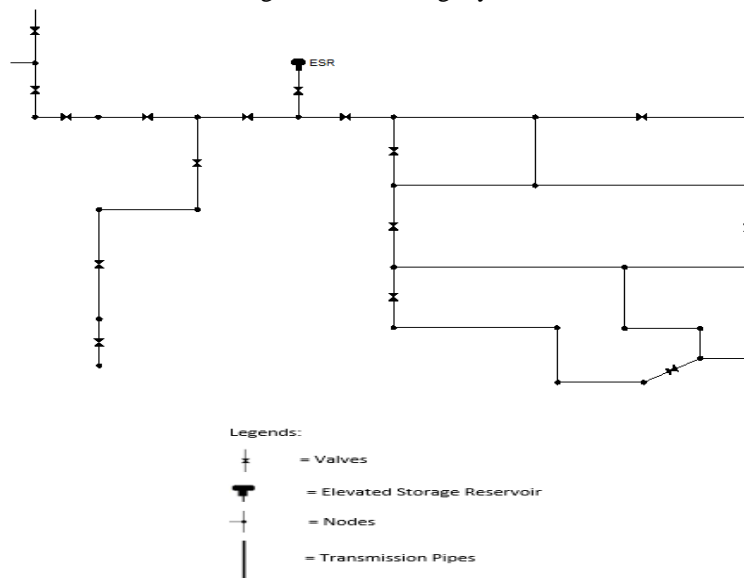 ESR
Legends:
= Valves
= Elevated Storage Reservoir
= Nodes
= Transmission Pipes